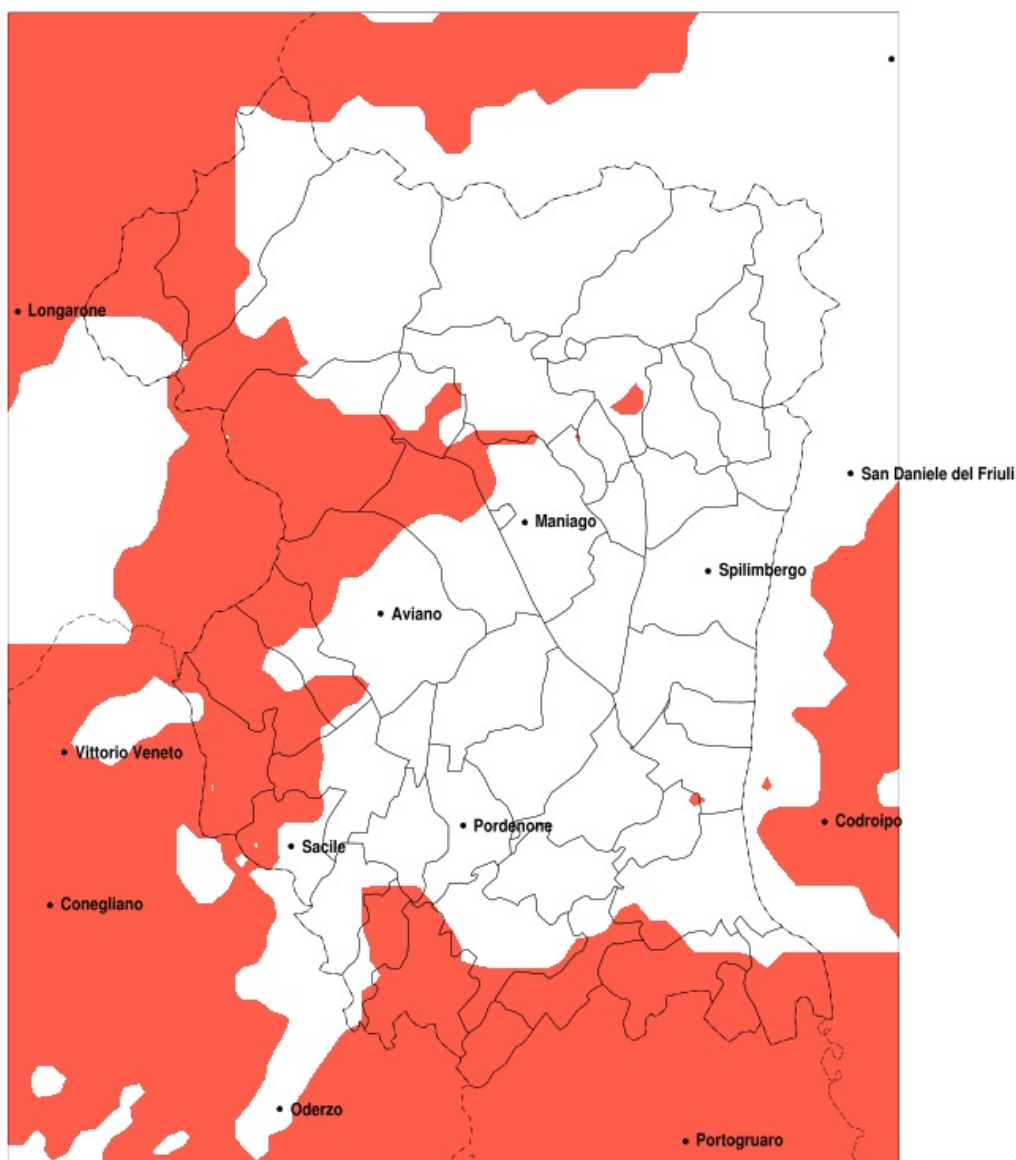 Longarone
San Daniele del Friuli
Maniago
Spilimbergo
Aviano
Vittorio Veneto
Codroipo
Pordenone
Sacile
Conegliano
Oderzo
Portogruaro